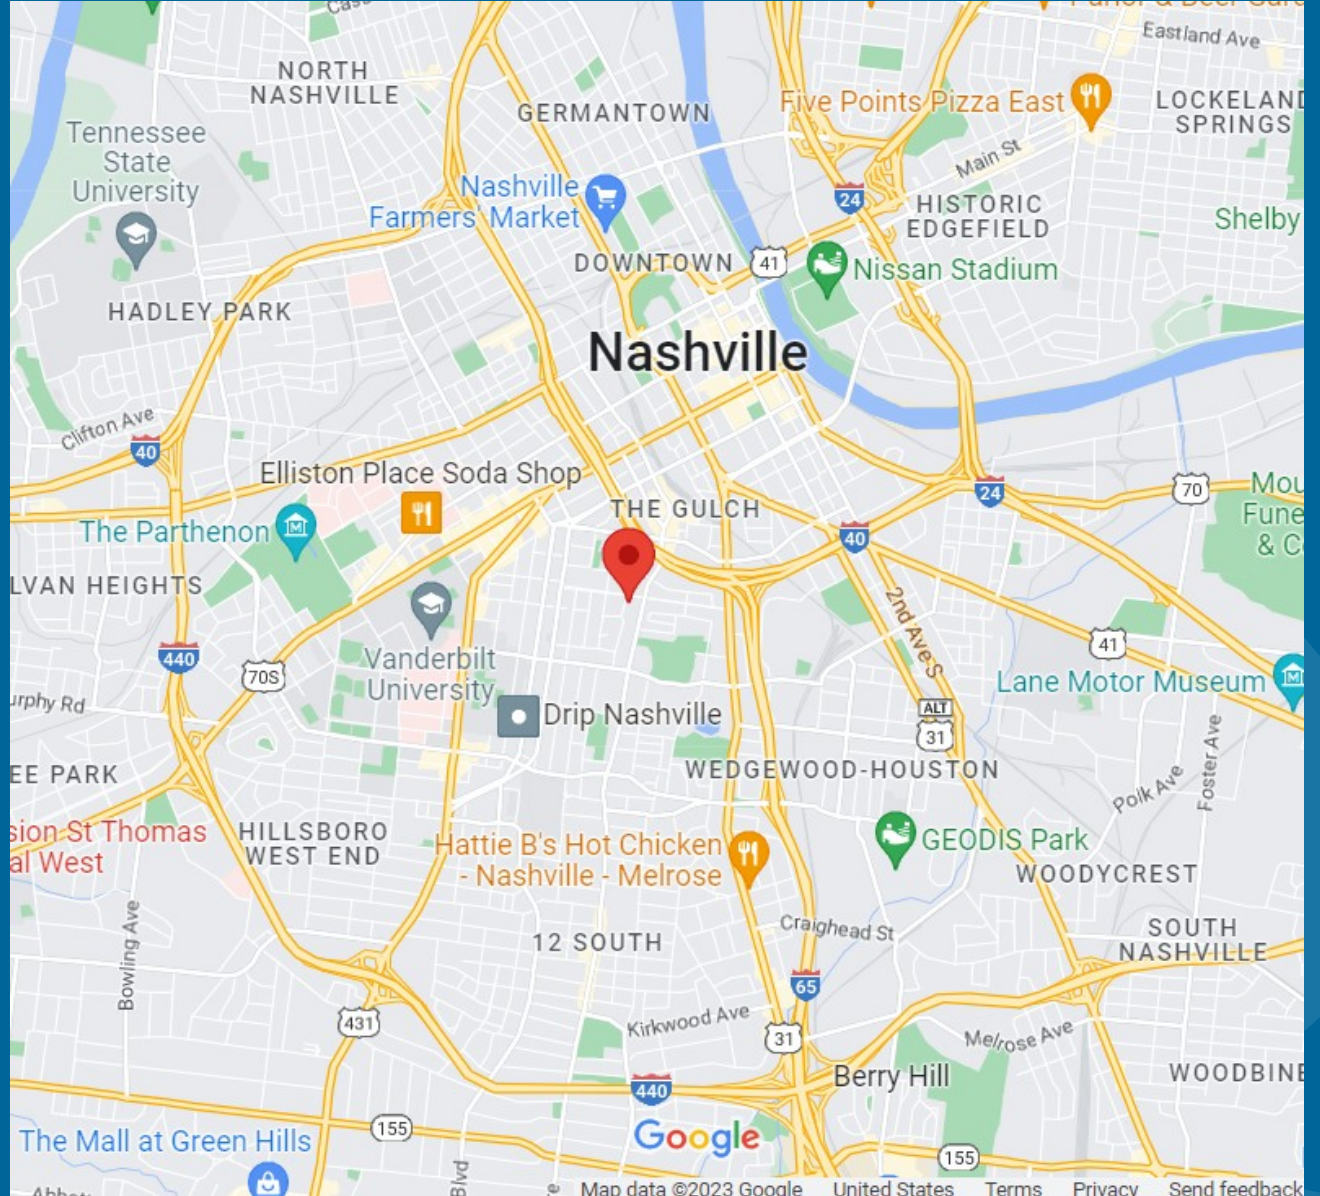 Eastland Ave
NORTH
NASHVILLE
GERMANTOWN
Five Points Pizza East
LOCKELAND
SPRINGS
Tennessee
State
University
Main St
Nashville
Farmers' Market
24
HISTORIC
EDGEFIELD
Shelby
DOWNTOWN
41
Nissan Stadium
HADLEY PARK
Nashville
Clifton Ave
40
Elliston Place Soda Shop
24
70
Mou
Fune
& C
THE GULCH
The Parthenon
40
LVAN HEIGHTS
2nd Ave S
41
440
70S
Vanderbilt
University
Lane Motor Museum
urphy Rd
Drip Nashville
ALT
31
Foster Ave
EE PARK
WEDGEWOOD-HOUSTON
Polk Ave
sion St Thomas
al West
HILLSBORO
WEST END
Hattie B's Hot Chicken
- Nashville - Melrose
GEODIS Park
WOODYCREST
Bowling Ave
12 SOUTH
Craighead St
SOUTH
NASHVILLE
65
431
Kirkwood Ave
31
Melrose Ave
440
Berry Hill
WOODBINE
155
The Mall at Green Hills
Google
155
Blvd
Map data ©2023 Google United States Terms Privacy Send feedback